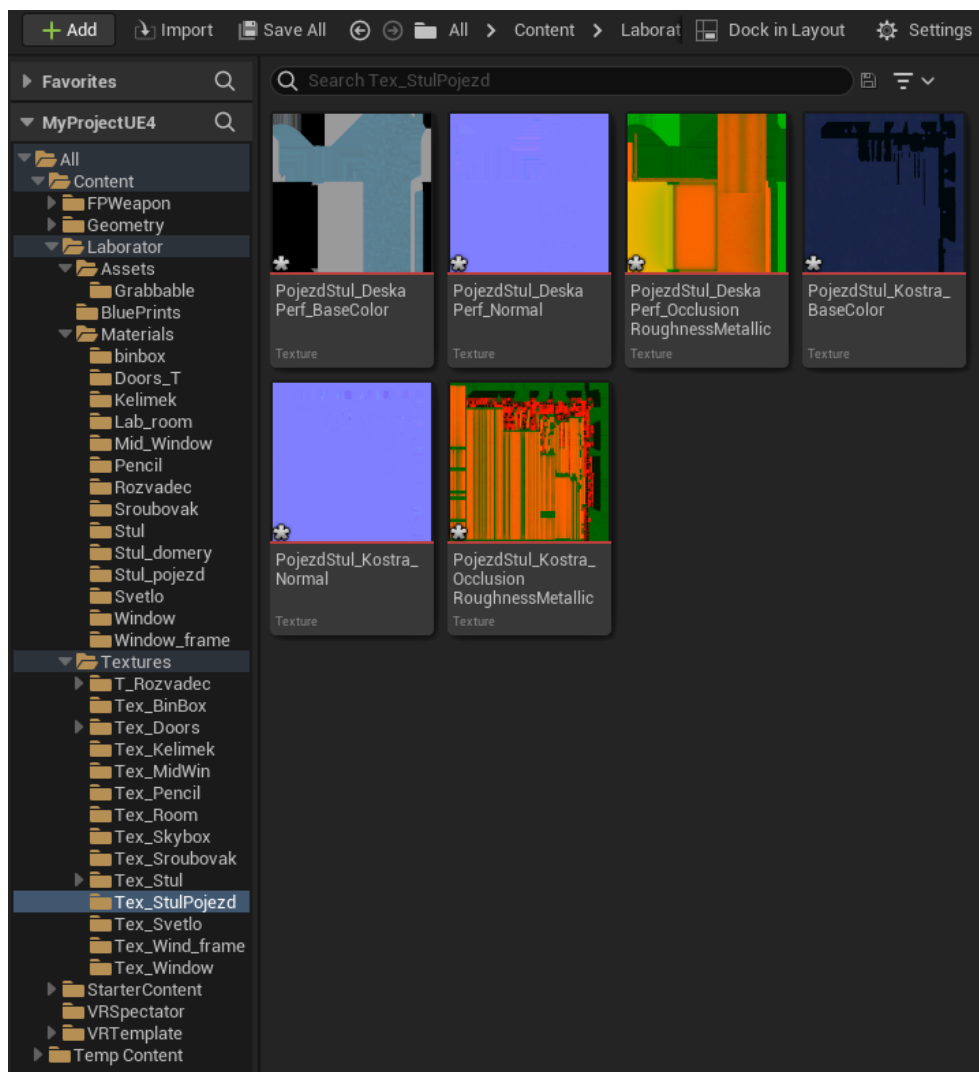 Add
Import
Save All
All
Content
Laborat
Dock in Layout
Settings
Favorites
MyProjectUE4
All
Content
FPWeapon
Geometry
Laborator
Assets
Grabbable
BluePrints
Materials
binbox
Doors_T
Kelimek
Lab_room
Mid_Window
Pencil
Rozvadec
Sroubovak
Stul
Stul_domery
Stul_pojezd
Svetlo
Window
Window_frame
Textures
T_Rozvadec
Tex_BinBox
Tex_Doors
Tex_Kelimek
Tex_MidWin
Tex_Pencil
Tex_Room
Tex_Skybox
Tex_Sroubovak
Tex_Stul
Tex_StulPojezd
Tex_Svetlo
Tex_Wind_frame
Tex_Window
StarterContent
VRSpectator
VRTemplate
Temp Content
Search Tex_StulPojezd
PojezdStul_Deska
Perf_BaseColor
Texture
PojezdStul_Deska
Perf_Normal
Texture
PojezdStul_Deska
Perf_Occlusion
RoughnessMetallic
Texture
PojezdStul_Kostra_
BaseColor
Texture
PojezdStul_Kostra_
Normal
Texture
PojezdStul_Kostra_
Occlusion
RoughnessMetallic
Texture